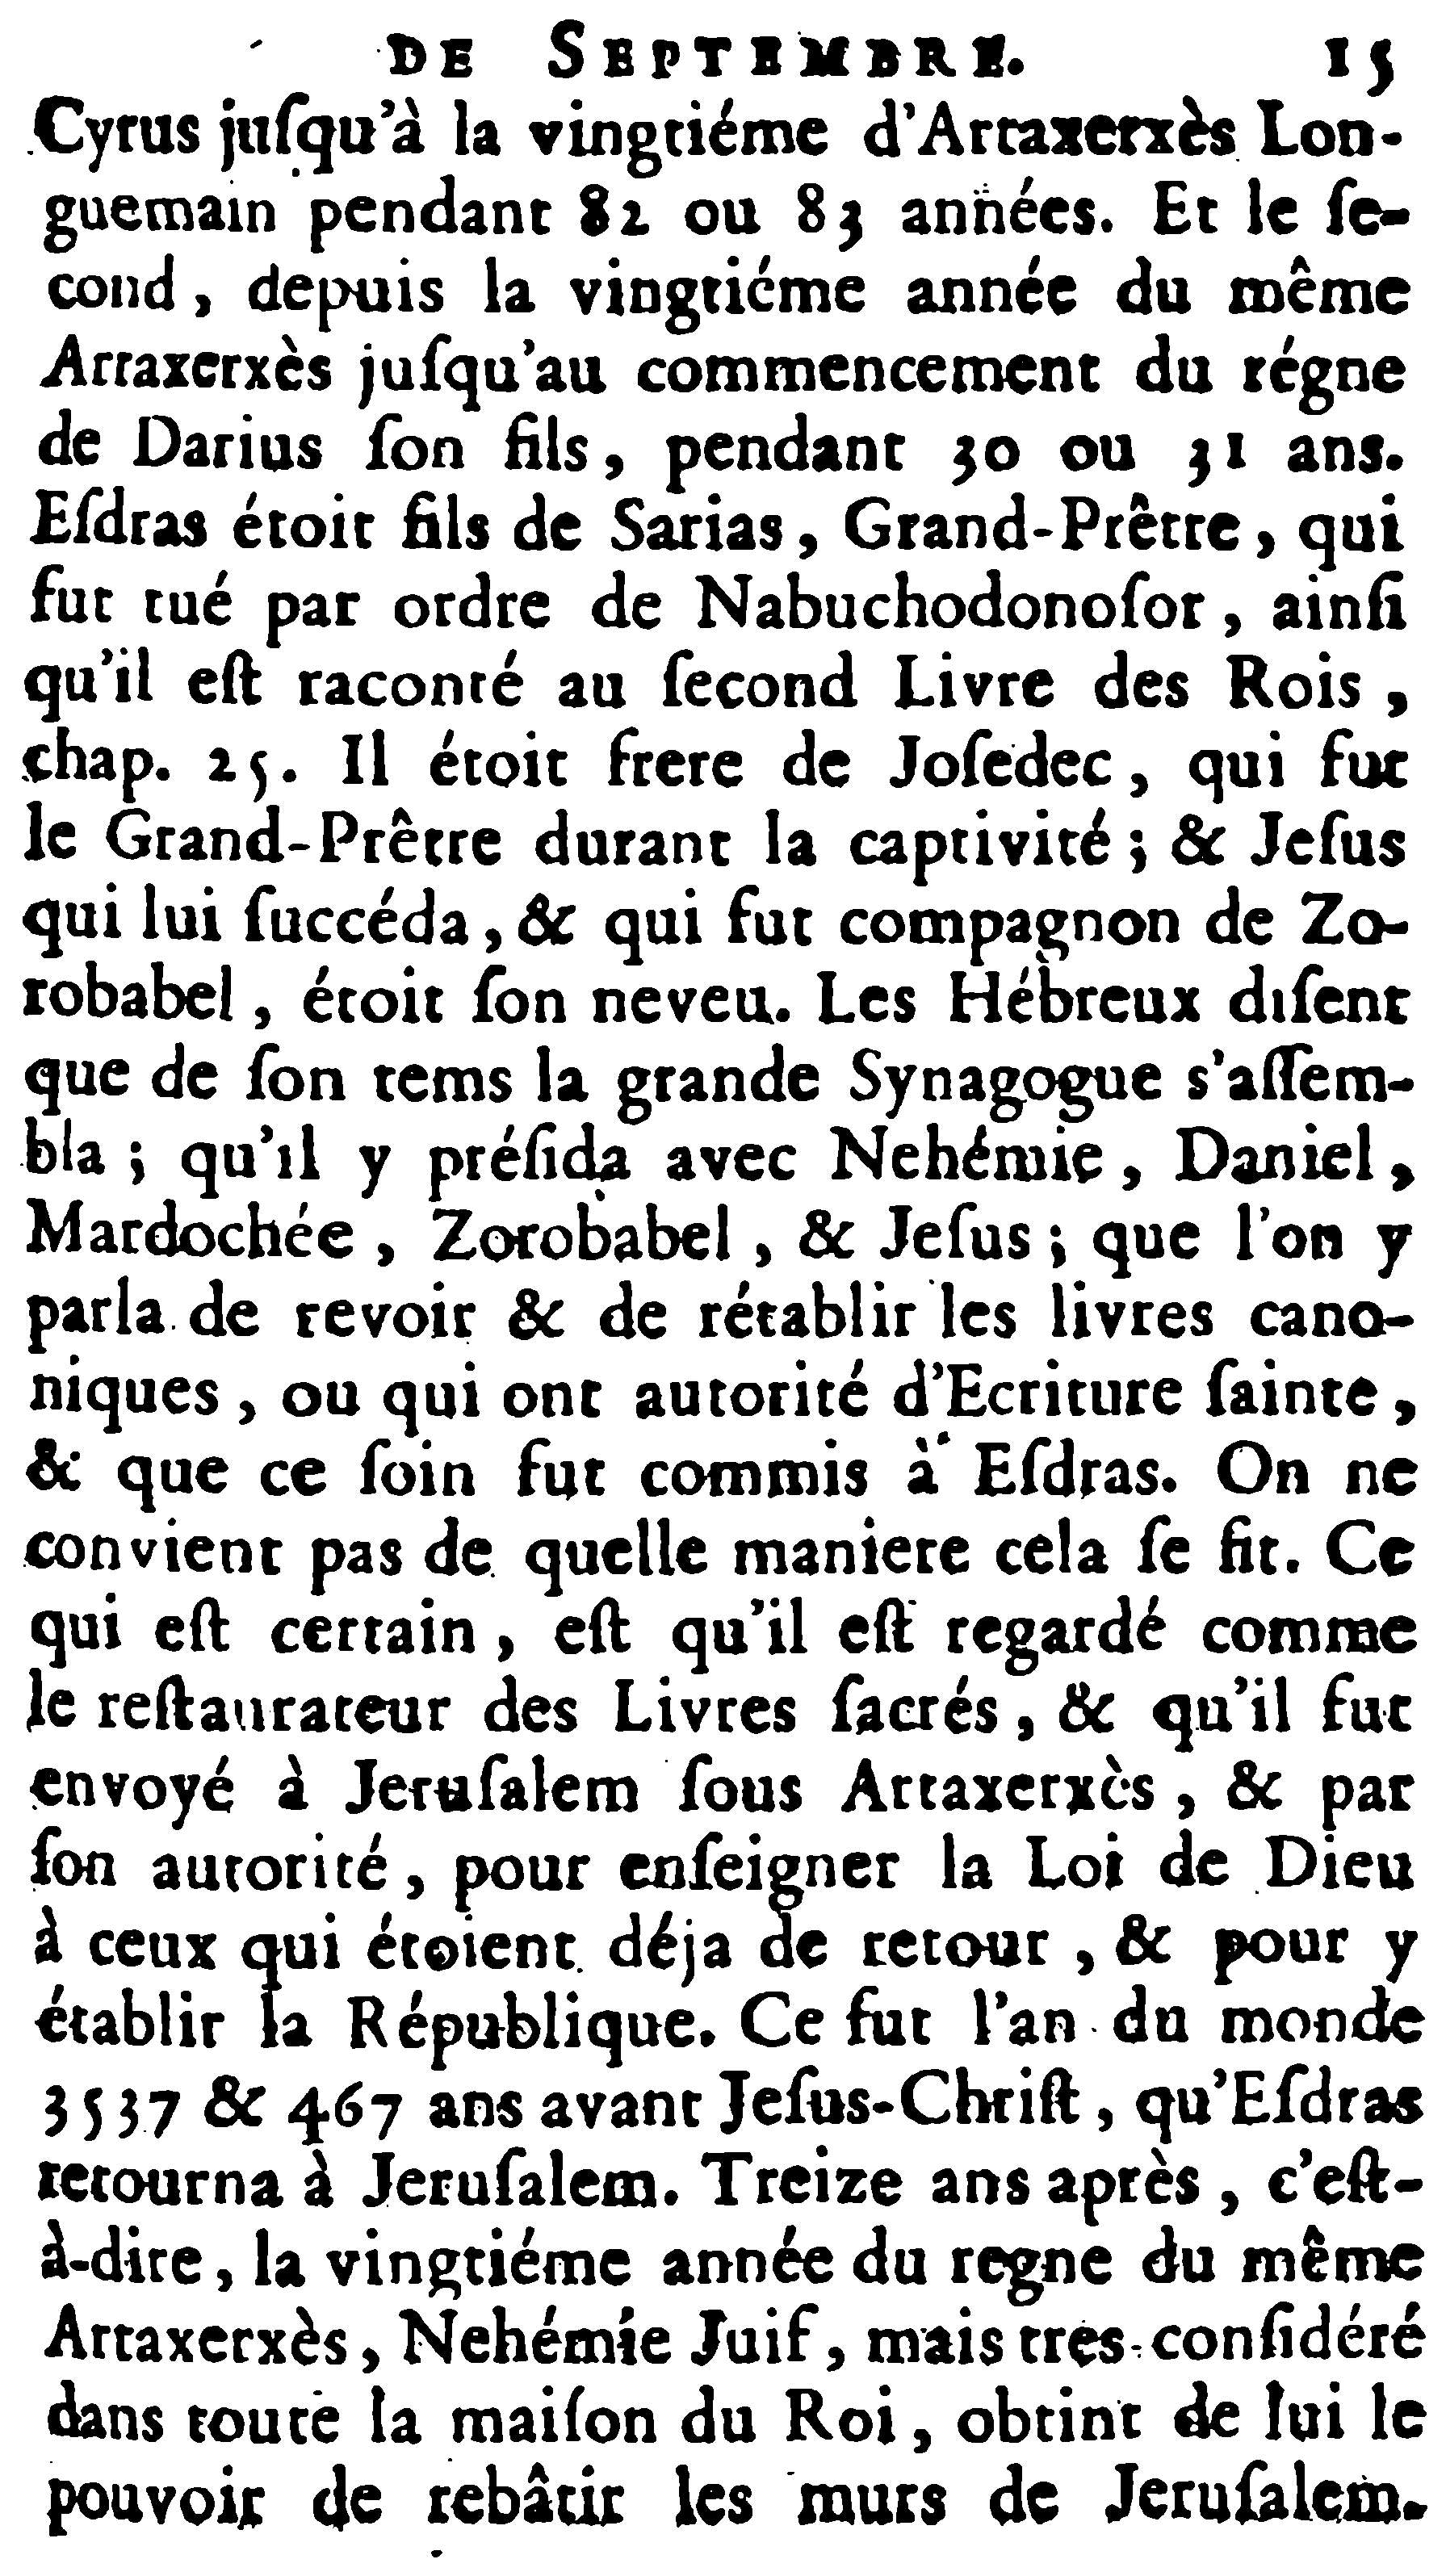 DE SEPTEMBRE. 15
Cyrus juſqu'à la vingtiéme d'Artaxerxès Lon-
guemain pendant 82 ou 83 années. Et le ſe-
cond, depuis la vingtiéme année du même
Artaxerxès juſqu'au commencement du régne
de Darius ſon fils, pendant 30 ou 31 ans.
Eſdras étoit fils de Sarias, Grand-Prêtre, qui
fut tué par ordre de Nabuchodonoſor, ainſi
qu'il eſt raconté au ſecond Livre des Rois,
chap. 25. Il étoit frere de Joſedec, qui fut
le Grand-Prêtre durant la captivité; & Jeſus
qui lui ſuccéda, & qui fut compagnon de Zo-
robabel, étoit ſon neveu. Les Hébreux diſent
que de ſon tems la grande Synagogue s'aſſem-
bla; qu'il y préſida avec Nehémie, Daniel,
Mardochée, Zorobabel, & Jeſus; que l'on y
parla de revoir & de rétablir les livres cano-
niques, ou qui ont autorité d'Ecriture ſainte,
& que ce ſoin fut commis à Eſdras. On ne
convient pas de quelle maniere cela ſe fit. Ce
qui eſt certain, eſt qu'il eſt regardé comme
le reſtaurateur des Livres ſacrés, & qu'il fut
envoyé à Jeruſalem ſous Artaxerxès, & par
ſon autorité, pour enſeigner la Loi de Dieu
à ceux qui étoient déja de retour, & pour y
établir la République. Ce fut l'an du monde
3537 & 467 ans avant Jeſus-Chriſt, qu'Eſdras
retourna à Jeruſalem. Treize ans après, c'eſt-
à-dire, la vingtiéme année du regne du même
Artaxerxès, Nehémie Juif, mais tres-conſidéré
dans toute la maiſon du Roi, obtint de lui le
pouvoir de rebâtir les murs de Jeruſalem.